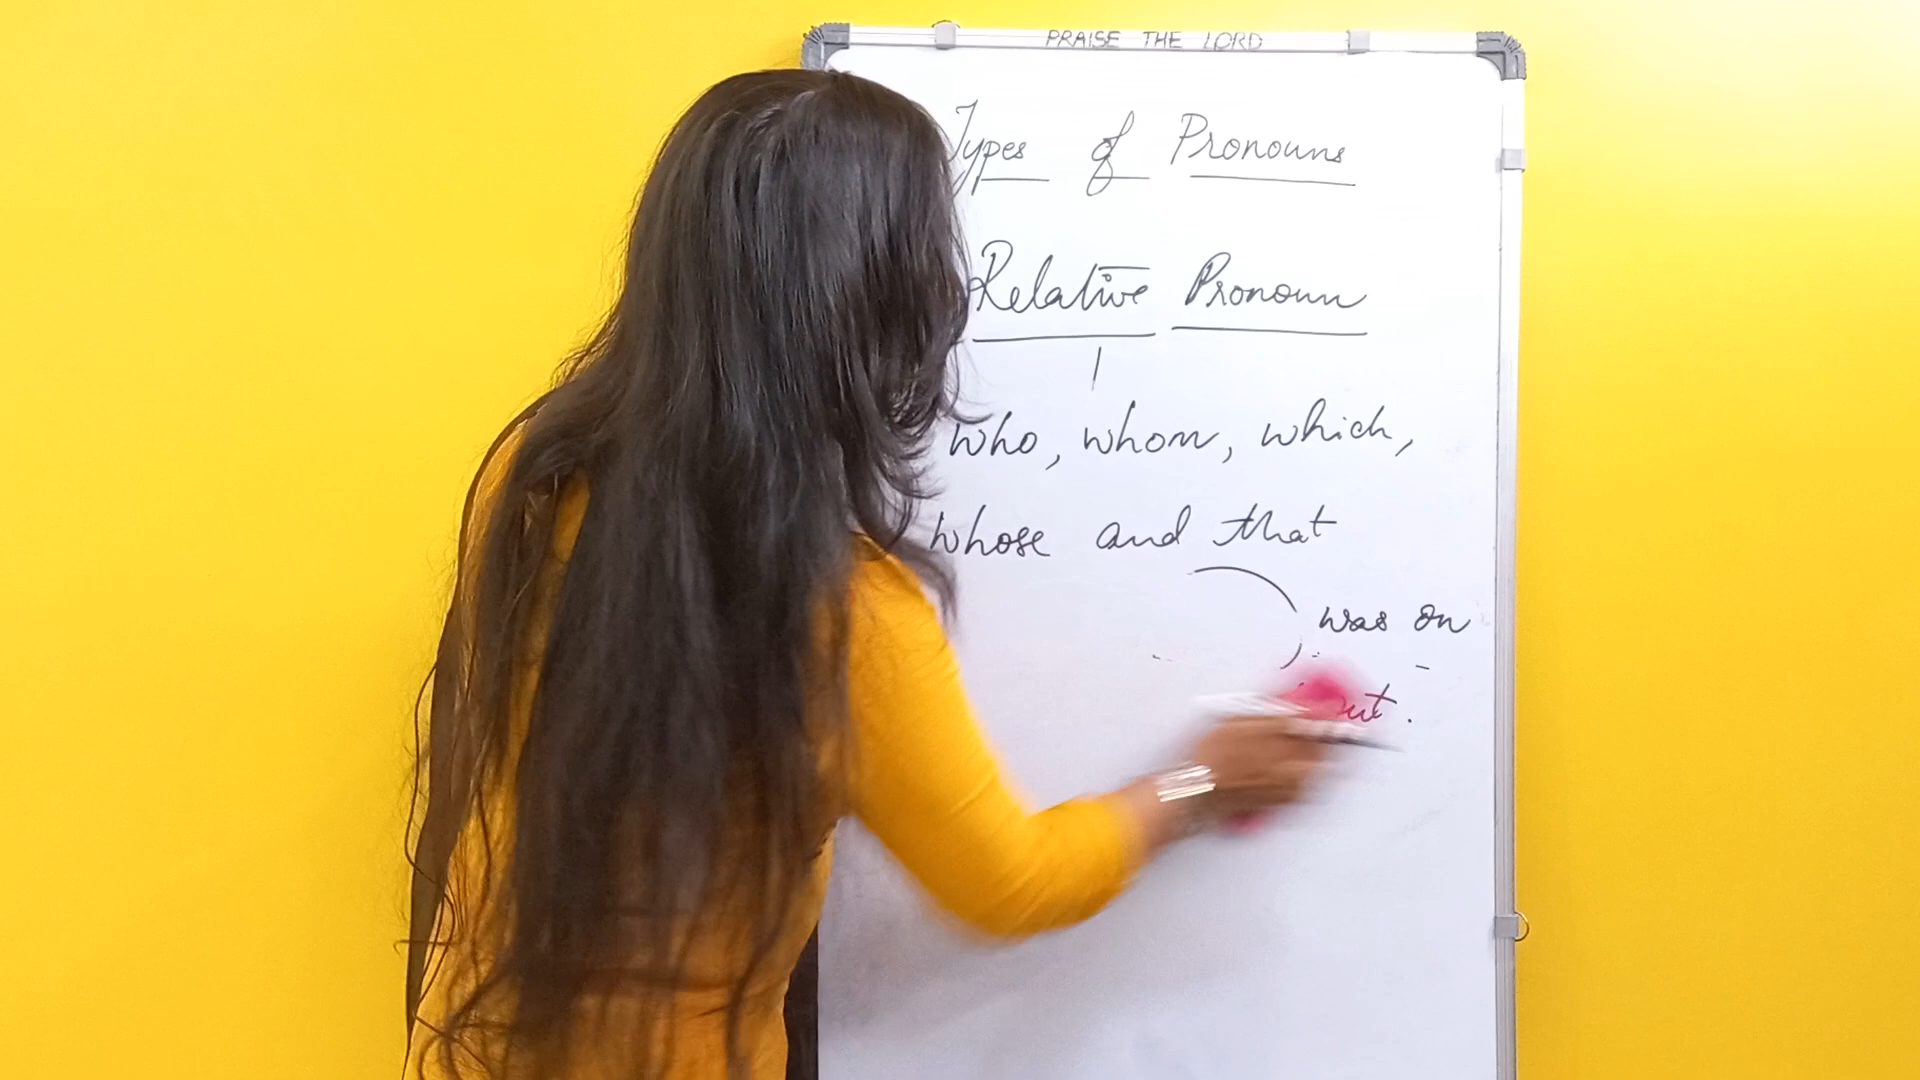 PRAISE THE LORD
Types of Pronouns
Relative Pronoun
who, whom, which,
whose and that
was on